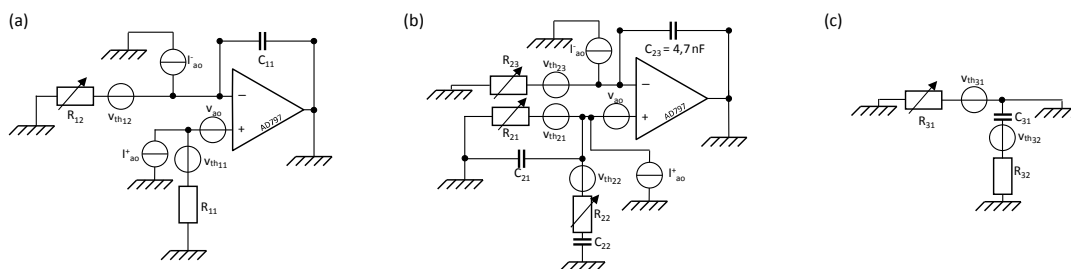 (a)
(b)
(c)
I⁻ao
C₁₁
R₁₂
vth12
vao
AD797
I⁺ao
vth11
R₁₁
I⁻ao
C₂₃ = 4,7 nF
R₂₃
vth23
vao
AD797
R₂₁
vth21
C₂₁
vth22
I⁺ao
R₂₂
C₂₂
vth31
R₃₁
C₃₁
vth32
R₃₂